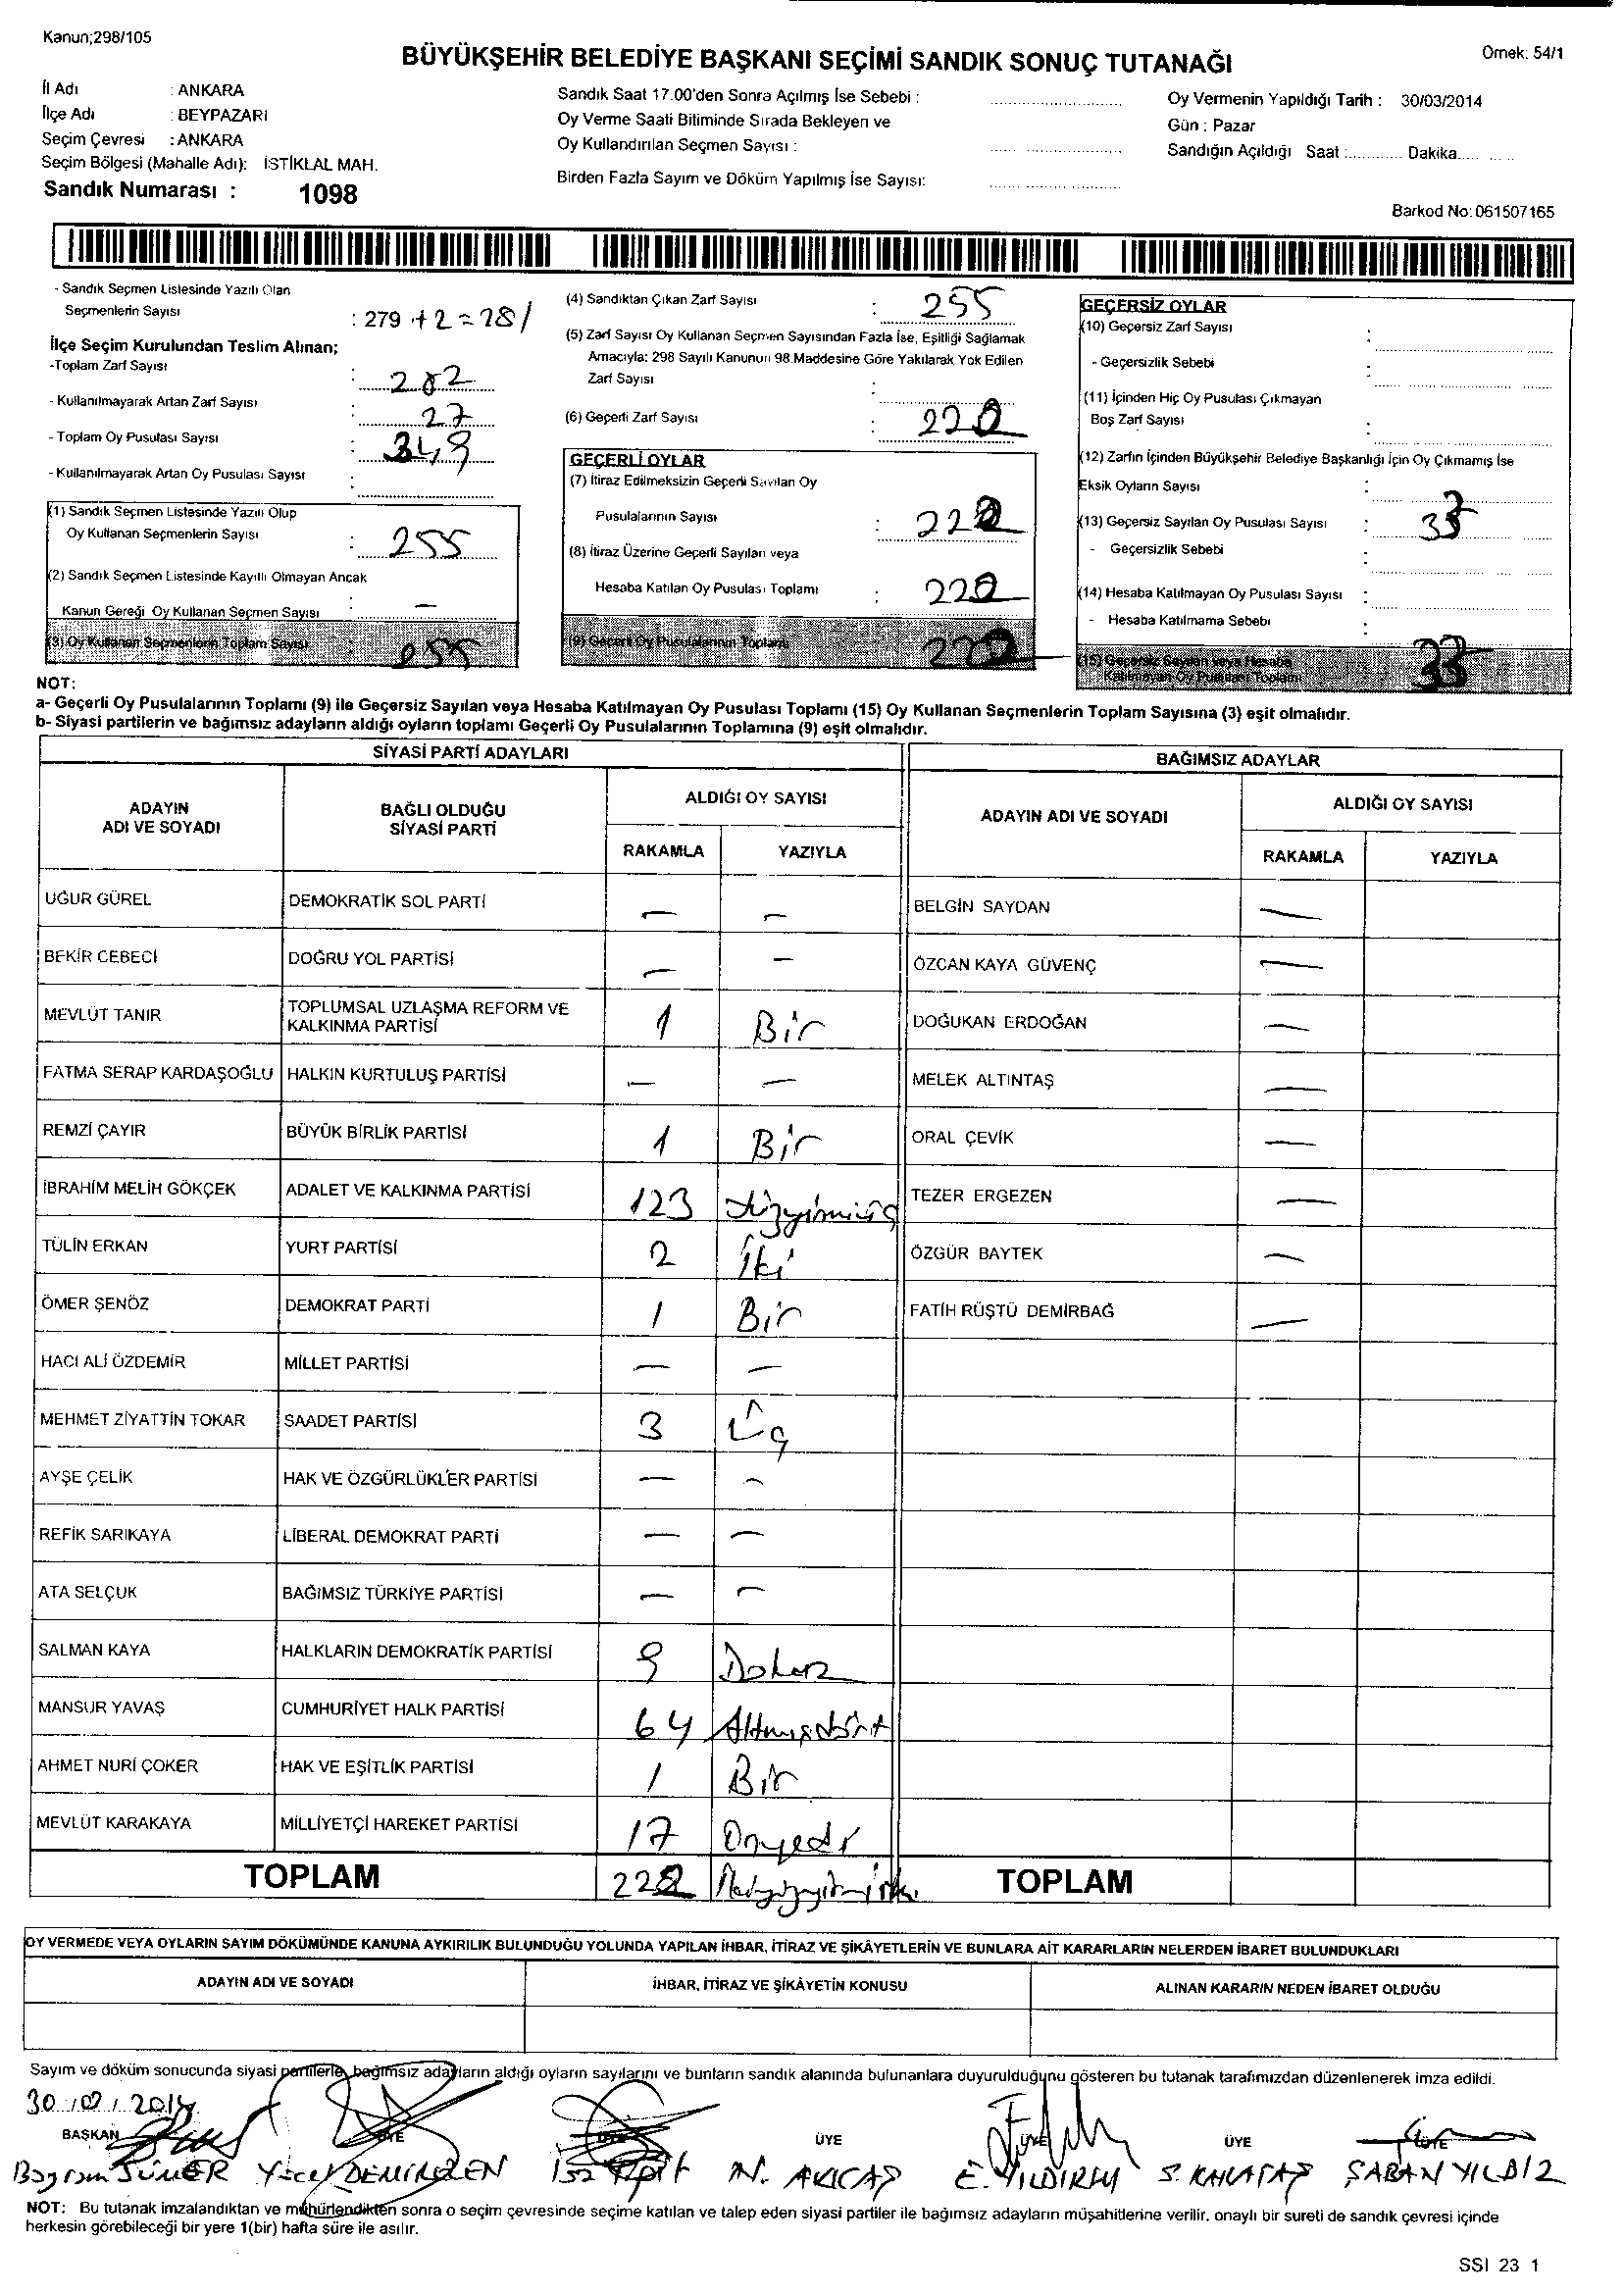 Kanun;298/105
Örnek: 54/1
BÜYÜKŞEHİR BELEDİYE BAŞKANI SEÇİMİ SANDIK SONUÇ TUTANAĞI
İl Adı : ANKARA
İlçe Adı : BEYPAZARI
Seçim Çevresi : ANKARA
Seçim Bölgesi (Mahalle Adı): İSTİKLAL MAH.
Sandık Numarası : 1098
Sandık Saat 17.00'den Sonra Açılmış İse Sebebi :
Oy Verme Saati Bitiminde Sırada Bekleyen ve
Oy Kullandırılan Seçmen Sayısı :
Birden Fazla Sayım ve Döküm Yapılmış İse Sayısı:
Oy Vermenin Yapıldığı Tarih : 30/03/2014
Gün : Pazar
Sandığın Açıldığı Saat :............ Dakika..... .. ...
Barkod No: 061507165
- Sandık Seçmen Listesinde Yazılı Olan
Seçmenlerin Sayısı : 279 +2=281
İlçe Seçim Kurulundan Teslim Alınan;
-Toplam Zarf Sayısı : 282
- Kullanılmayarak Artan Zarf Sayısı : 27
- Toplam Oy Pusulası Sayısı : 349
- Kullanılmayarak Artan Oy Pusulası Sayısı :
(1) Sandık Seçmen Listesinde Yazılı Olup
Oy Kullanan Seçmenlerin Sayısı : 255
(2) Sandık Seçmen Listesinde Kayıtlı Olmayan Ancak
Kanun Gereği Oy Kullanan Seçmen Sayısı : —
(3) Oy Kullanan Seçmenlerin Toplam Sayısı : 255
(4) Sandıktan Çıkan Zarf Sayısı : 255
(5) Zarf Sayısı Oy Kullanan Seçmen Sayısından Fazla İse, Eşitliği Sağlamak
Amacıyla: 298 Sayılı Kanunun 98.Maddesine Göre Yakılarak Yok Edilen
Zarf Sayısı :
(6) Geçerli Zarf Sayısı : 222
GEÇERLİ OYLAR
(7) İtiraz Edilmeksizin Geçerli Sayılan Oy
Pusulalarının Sayısı : 222
(8) İtiraz Üzerine Geçerli Sayılan veya
Hesaba Katılan Oy Pusulası Toplamı : 222
(9) Geçerli Oy Pusulalarının Toplamı 222
GEÇERSİZ OYLAR
(10) Geçersiz Zarf Sayısı :
- Geçersizlik Sebebi :
(11) İçinden Hiç Oy Pusulası Çıkmayan
Boş Zarf Sayısı :
(12) Zarfın İçinden Büyükşehir Belediye Başkanlığı İçin Oy Çıkmamış İse
Eksik Oyların Sayısı :
(13) Geçersiz Sayılan Oy Pusulası Sayısı : 33
- Geçersizlik Sebebi :
(14) Hesaba Katılmayan Oy Pusulası Sayısı :
- Hesaba Katılmama Sebebi :
(15) Geçersiz Sayılan veya Hesaba
Katılmayan Oy Pusulası Toplamı 33
NOT:
a- Geçerli Oy Pusulalarının Toplamı (9) ile Geçersiz Sayılan veya Hesaba Katılmayan Oy Pusulası Toplamı (15) Oy Kullanan Seçmenlerin Toplam Sayısına (3) eşit olmalıdır.
b- Siyasi partilerin ve bağımsız adayların aldığı oyların toplamı Geçerli Oy Pusulalarının Toplamına (9) eşit olmalıdır.
SİYASİ PARTİ ADAYLARI BAĞIMSIZ ADAYLAR
ADAYIN ADI VE SOYADI BAĞLI OLDUĞU SİYASİ PARTİ ALDIĞI OY SAYISI ADAYIN ADI VE SOYADI ALDIĞI OY SAYISI
RAKAMLA YAZIYLA RAKAMLA YAZIYLA
UĞUR GÜREL DEMOKRATİK SOL PARTİ — — BELGİN SAYDAN —
BEKİR CEBECİ DOĞRU YOL PARTİSİ — — ÖZCAN KAYA GÜVENÇ —
MEVLÜT TANIR TOPLUMSAL UZLAŞMA REFORM VE KALKINMA PARTİSİ 1 Bir DOĞUKAN ERDOĞAN —
FATMA SERAP KARDAŞOĞLU HALKIN KURTULUŞ PARTİSİ — — MELEK ALTINTAŞ —
REMZİ ÇAYIR BÜYÜK BİRLİK PARTİSİ 1 Bir ORAL ÇEVİK —
İBRAHİM MELİH GÖKÇEK ADALET VE KALKINMA PARTİSİ 123 Yüzyirmiüç TEZER ERGEZEN —
TÜLİN ERKAN YURT PARTİSİ 2 İki ÖZGÜR BAYTEK —
ÖMER ŞENÖZ DEMOKRAT PARTİ 1 Bir FATİH RÜŞTÜ DEMİRBAĞ —
HACI ALİ ÖZDEMİR MİLLET PARTİSİ — —
MEHMET ZİYATTİN TOKAR SAADET PARTİSİ 3 Üç
AYŞE ÇELİK HAK VE ÖZGÜRLÜKLER PARTİSİ — —
REFİK SARIKAYA LİBERAL DEMOKRAT PARTİ — —
ATA SELÇUK BAĞIMSIZ TÜRKİYE PARTİSİ — —
SALMAN KAYA HALKLARIN DEMOKRATİK PARTİSİ 9 Dokuz
MANSUR YAVAŞ CUMHURİYET HALK PARTİSİ 64 Altmışdört
AHMET NURİ ÇOKER HAK VE EŞİTLİK PARTİSİ 1 Bir
MEVLÜT KARAKAYA MİLLİYETÇİ HAREKET PARTİSİ 17 Onyedi
TOPLAM 222 İkiyüzyirmiiki TOPLAM
OY VERMEDE VEYA OYLARIN SAYIM DÖKÜMÜNDE KANUNA AYKIRILIK BULUNDUĞU YOLUNDA YAPILAN İHBAR, İTİRAZ VE ŞİKÂYETLERİN VE BUNLARA AİT KARARLARIN NELERDEN İBARET BULUNDUKLARI
ADAYIN ADI VE SOYADI İHBAR, İTİRAZ VE ŞİKÂYETİN KONUSU ALINAN KARARIN NEDEN İBARET OLDUĞU
Sayım ve döküm sonucunda siyasi partilerle, bağımsız adayların aldığı oyların sayılarını ve bunların sandık alanında bulunanlara duyurulduğunu gösteren bu tutanak tarafımızdan düzenlenerek imza edildi.
BAŞKAN ÜYE ÜYE ÜYE ÜYE ÜYE ÜYE
Bayram SÜMER Yücel N. AKICAŞ E. YILDIRIM ŞABAN YILDIZ
NOT: Bu tutanak imzalandıktan ve mühürlendikten sonra o seçim çevresinde seçime katılan ve talep eden siyasi partiler ile bağımsız adayların müşahitlerine verilir. onaylı bir sureti de sandık çevresi içinde
herkesin görebileceği bir yere 1(bir) hafta süre ile asılır.
SSI 23 1